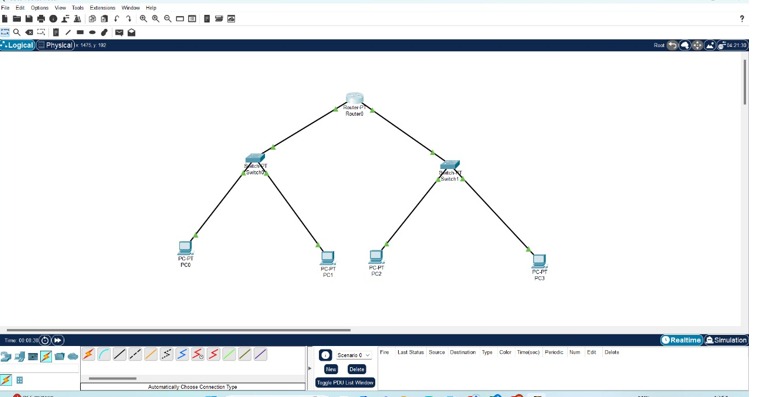 File Edit Options View Tools Extensions Window Help
?
Logical Physical x: 1475, y: 192
Root 04:21:30
Router-PT
Router0
Switch-PT
Switch0
Switch-PT
Switch1
PC-PT
PC0
PC-PT
PC1
PC-PT
PC2
PC-PT
PC3
Time: 00:00:38
Realtime Simulation
Scenario 0
New Delete
Toggle PDU List Window
Fire Last Status Source Destination Type Color Time(sec) Periodic Num Edit Delete
Automatically Choose Connection Type